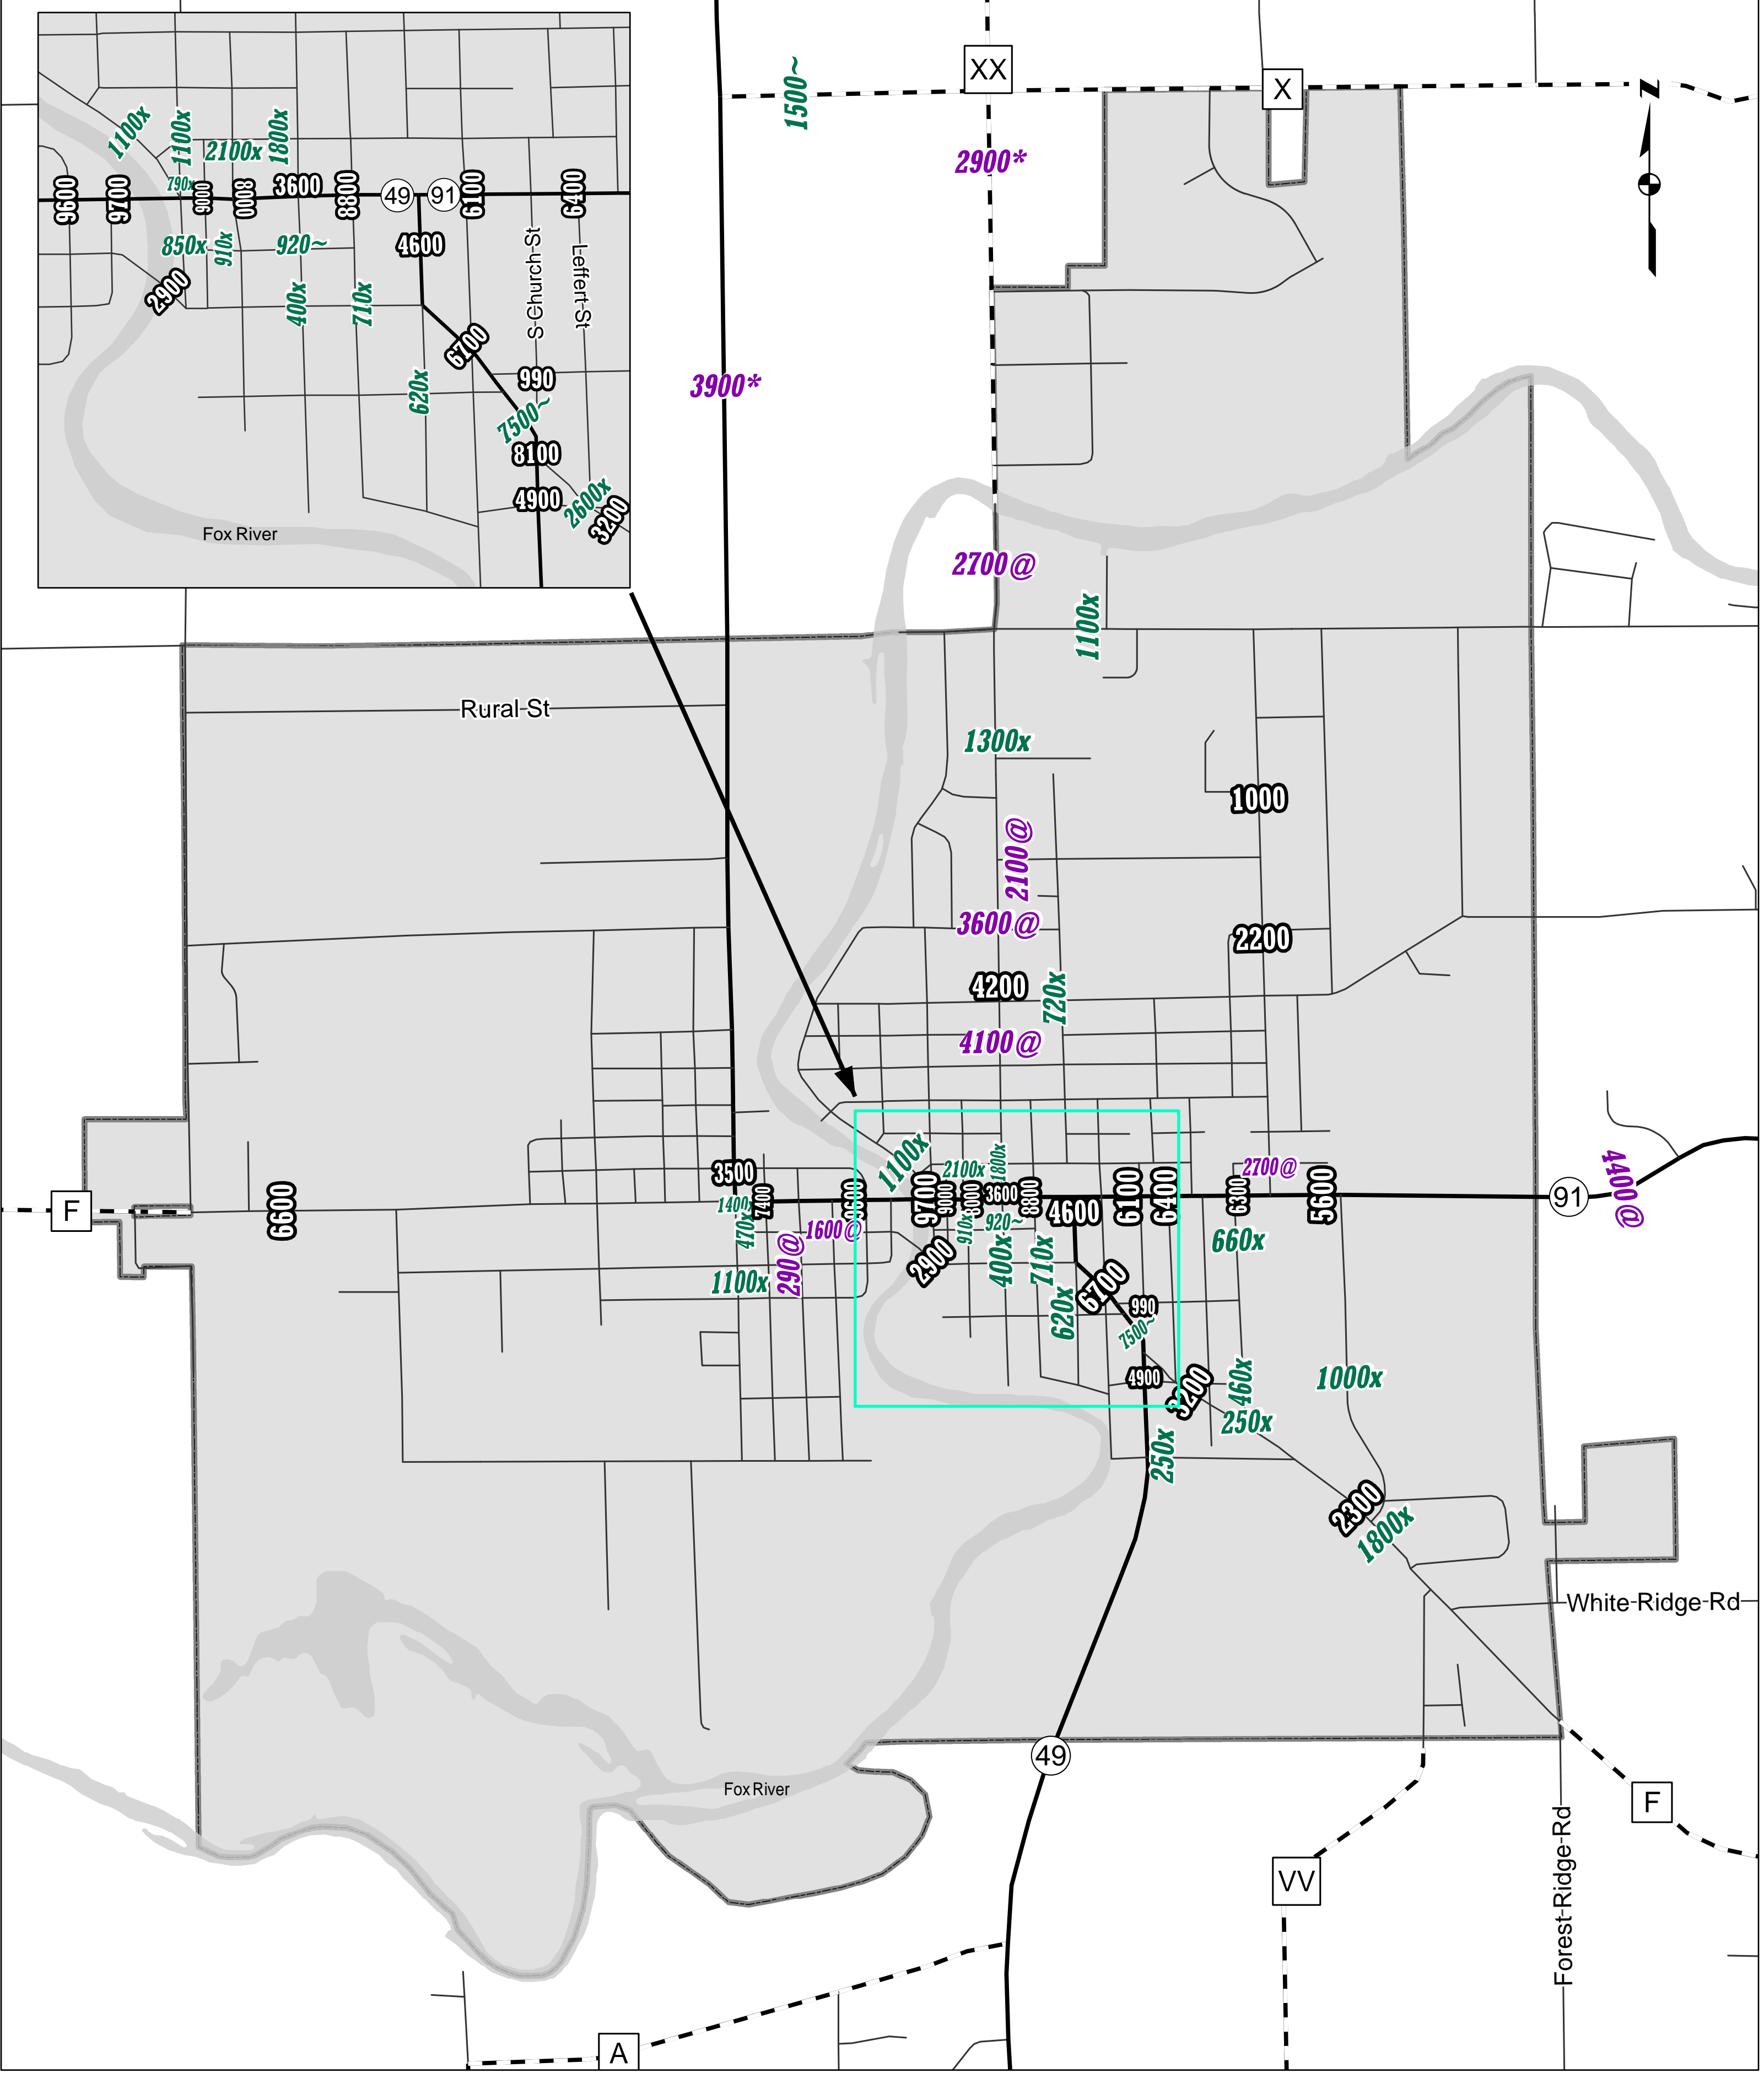 1100x
1100x
2100x
1800x
790x
9600
9700
9000
8000
3600
8800
49
91
6100
6400
850x
910x
920~
4600
2900
400x
710x
S-Church-St
Leffert-St
6700
620x
990
7500~
8100
4900
2600x
3200
Fox River
XX
X
N
1500~
2900*
3900*
2700@
1100x
Rural St
1300x
1000
2100@
3600@
2200
4200
720x
4100@
1100x
2100x
1800x
2700@
3500
1400x
7400
9600
9700
9000
8000
3600
8800
4600
6100
6400
6300
5600
91
4400@
F
6600
470x
1600@
910x
920~
660x
290@
2900
400x
710x
1100x
6700
620x
990
7500~
4900
3200
460x
1000x
250x
250x
2300
1800x
White-Ridge-Rd
49
Fox River
F
VV
Forest-Ridge-Rd
A